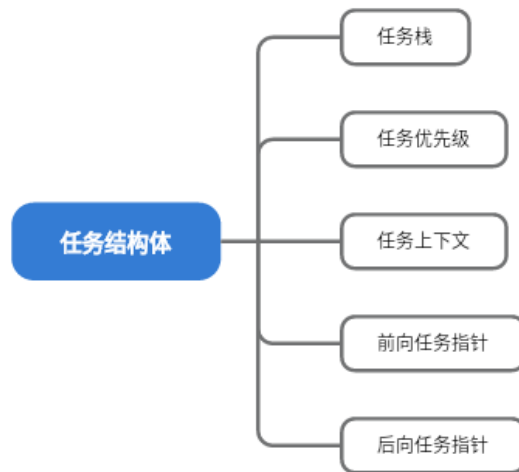 任务栈
任务优先级
任务结构体
任务上下文
前向任务指针
后向任务指针